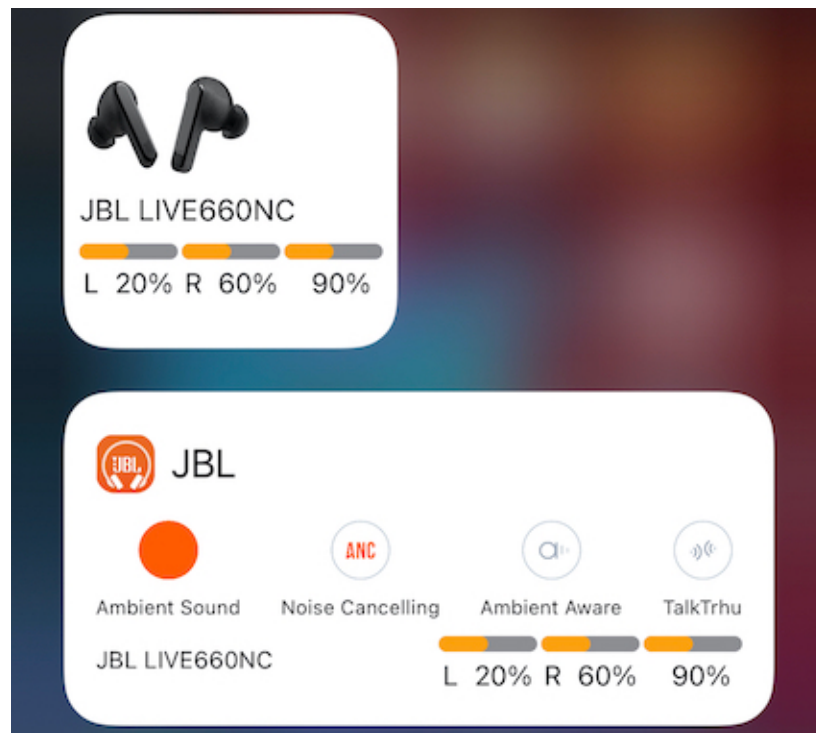 JBL LIVE660NC
L 20% R 60% 90%
JBL JBL
ANC
Ambient Sound Noise Cancelling Ambient Aware TalkTrhu
JBL LIVE660NC
L 20% R 60% 90%